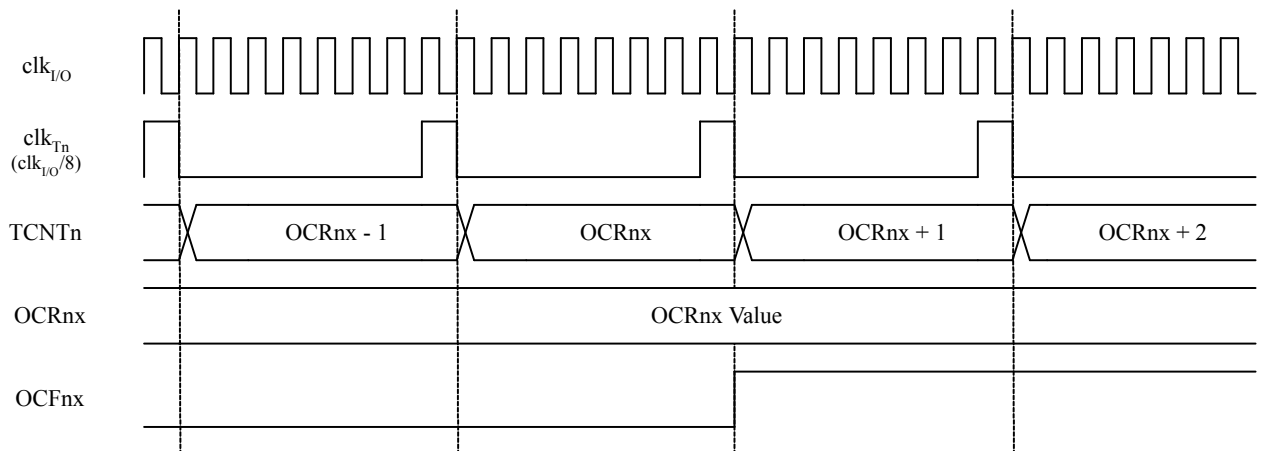 clkI/O
clkTn
(clkI/O/8)
TCNTn OCRnx - 1 OCRnx OCRnx + 1 OCRnx + 2
OCRnx OCRnx Value
OCFnx